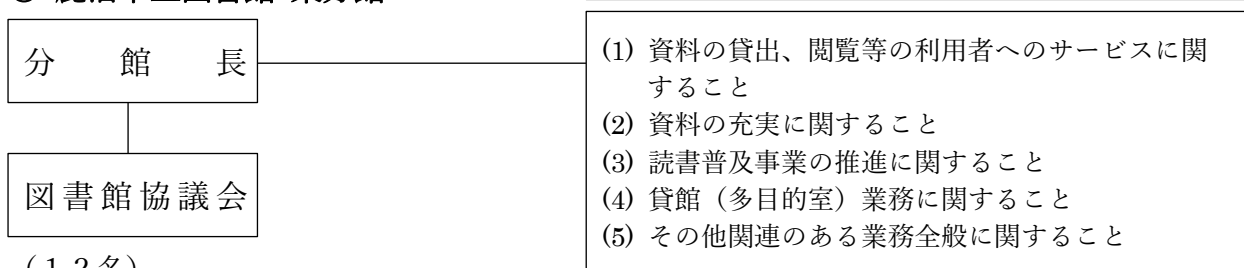 分館長
図書館協議会
(12名)
(1) 資料の貸出、閲覧等の利用者へのサービスに関
すること
(2) 資料の充実に関すること
(3) 読書普及事業の推進に関すること
(4) 貸館（多目的室）業務に関すること
(5) その他関連のある業務全般に関すること